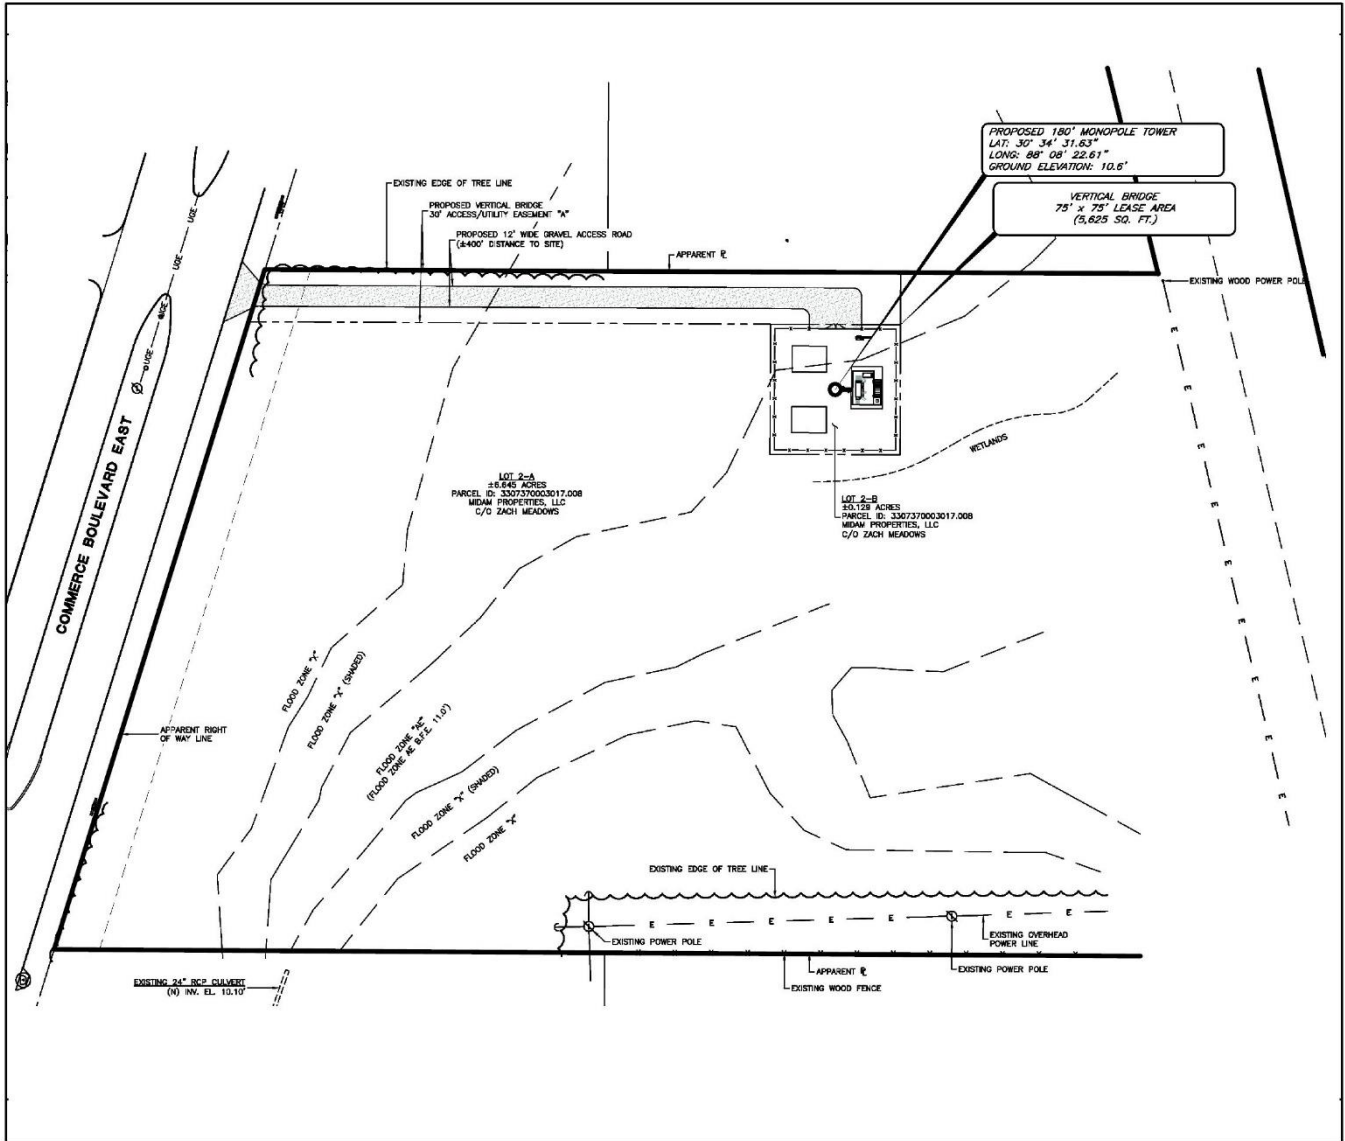 PROPOSED 180' MONOPOLE TOWER
LAT: 30° 34' 31.63"
LONG: 88° 08' 22.61"
GROUND ELEVATION: 10.6'
VERTICAL BRIDGE
75' x 75' LEASE AREA
(5,625 SQ. FT.)
EXISTING EDGE OF TREE LINE
PROPOSED VERTICAL BRIDGE
30' ACCESS/UTILITY EASEMENT "A"
PROPOSED 12' WIDE GRAVEL ACCESS ROAD
(±400' DISTANCE TO SITE)
APPARENT ⅊
EXISTING WOOD POWER POLE
UGE
UGE
UGE
UGE
COMMERCE BOULEVARD EAST
WETLANDS
LOT 2-A
±6.645 ACRES
PARCEL ID: 3307370003017.008
MIDAM PROPERTIES, LLC
C/O ZACH MEADOWS
LOT 2-B
±0.129 ACRES
PARCEL ID: 3307370003017.008
MIDAM PROPERTIES, LLC
C/O ZACH MEADOWS
E
E
E
E
E
E
E
E
E
FLOOD ZONE "X"
FLOOD ZONE "X" (SHADED)
FLOOD ZONE "AE"
(FLOOD ZONE AE B.F.E. 11.0')
FLOOD ZONE "X" (SHADED)
FLOOD ZONE "X"
APPARENT RIGHT
OF WAY LINE
EXISTING EDGE OF TREE LINE
E E E E E E E
EXISTING POWER POLE
EXISTING OVERHEAD
POWER LINE
EXISTING POWER POLE
APPARENT ⅊
EXISTING WOOD FENCE
EXISTING 24" RCP CULVERT
(N) INV. EL. 10.10'